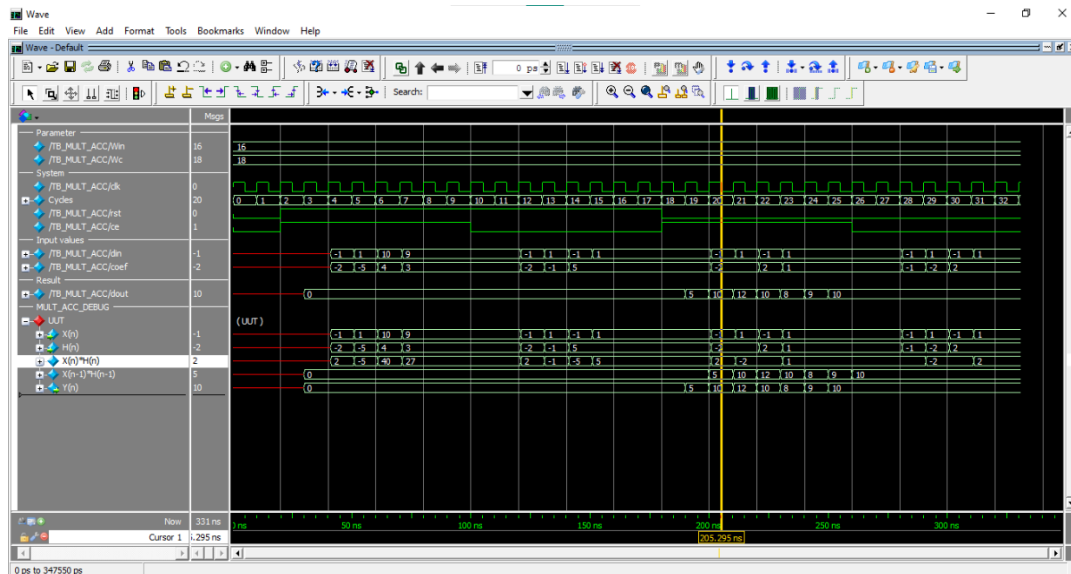 Wave
File Edit View Add Format Tools Bookmarks Window Help
Wave - Default
0 ps
Search:
Msgs
Parameter
/TB_MULT_ACC/Win 16 16
/TB_MULT_ACC/Wc 18 18
System
/TB_MULT_ACC/clk 0
Cycles 20 0 1 2 3 4 5 6 7 8 9 10 11 12 13 14 15 16 17 18 19 20 21 22 23 24 25 26 27 28 29 30 31 32
/TB_MULT_ACC/rst 0
/TB_MULT_ACC/ce 1
Input values
/TB_MULT_ACC/din -1 -1 1 10 9 -1 1 -1 1 -1 1 -1 1 -1 1 -1 1
/TB_MULT_ACC/coef -2 -2 -5 4 3 -2 -1 5 -2 2 1 -1 -2 2
Result
/TB_MULT_ACC/dout 10 0 5 10 12 10 8 9 10
MULT_ACC_DEBUG
UUT (UUT)
X(n) -1 -1 1 10 9 -1 1 -1 1 -1 1 -1 1 -1 1 -1 1
H(n) -2 -2 -5 4 3 -2 -1 5 -2 2 1 -1 -2 2
X(n)*H(n) 2 2 -5 40 27 2 -1 -5 5 2 -2 1 -2 2
X(n-1)*H(n-1) 5 0 5 10 12 10 8 9 10
Y(n) 10 0 5 10 12 10 8 9 10
Now 331 ns 50 ns 100 ns 150 ns 200 ns 250 ns 300 ns
Cursor 1 205.295 ns
0 ps to 347550 ps